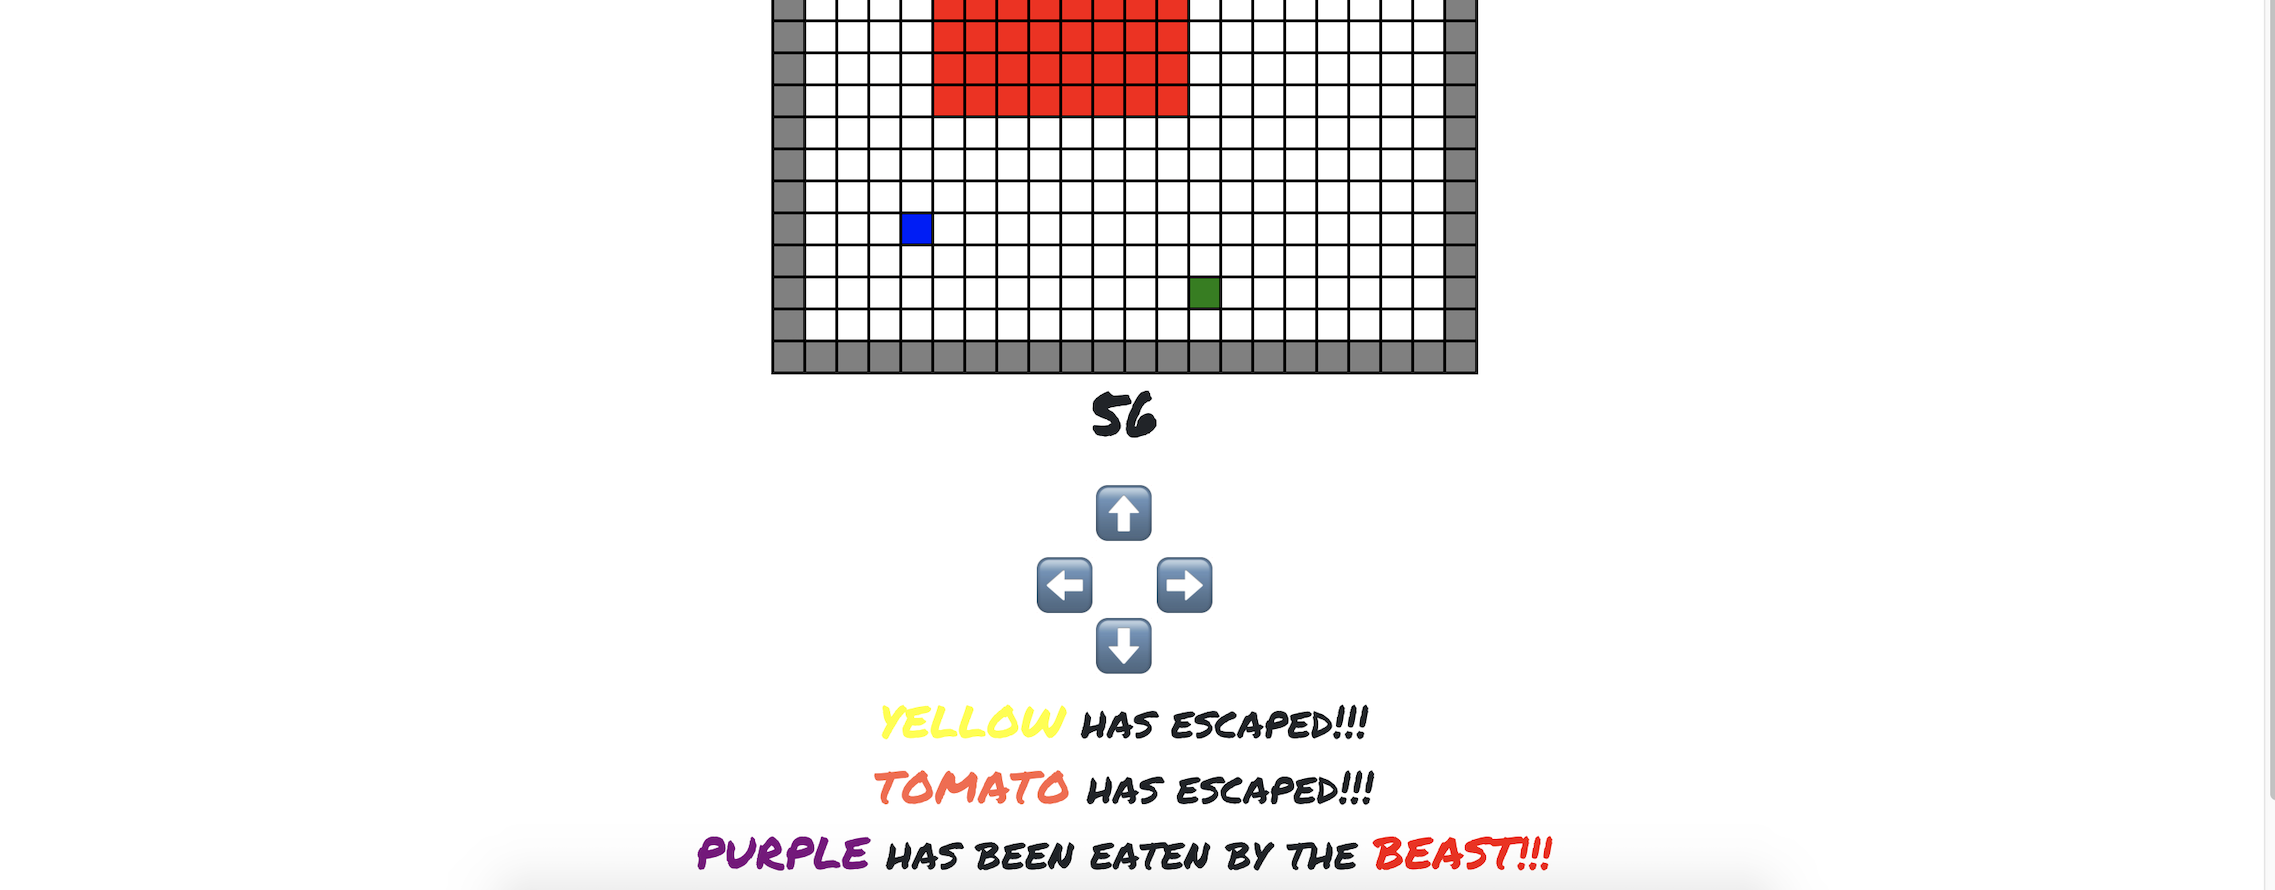 56
YELLOW HAS ESCAPED!!!
TOMATO HAS ESCAPED!!!
PURPLE HAS BEEN EATEN BY THE BEAST!!!